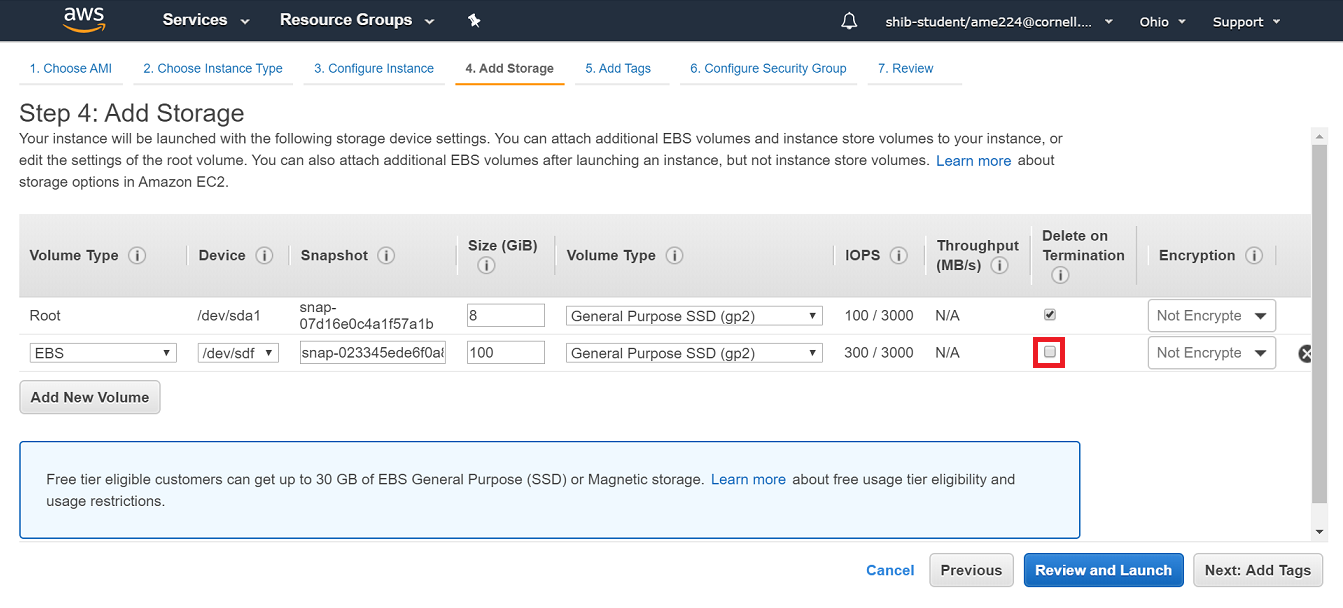 aws Services Resource Groups shib-student/ame224@cornell.... Ohio Support
1. Choose AMI 2. Choose Instance Type 3. Configure Instance 4. Add Storage 5. Add Tags 6. Configure Security Group 7. Review
Step 4: Add Storage
Your instance will be launched with the following storage device settings. You can attach additional EBS volumes and instance store volumes to your instance, or
edit the settings of the root volume. You can also attach additional EBS volumes after launching an instance, but not instance store volumes. Learn more about
storage options in Amazon EC2.
Volume Type i Device i Snapshot i Size (GiB) i Volume Type i IOPS i Throughput (MB/s) i Delete on Termination i Encryption i
Root /dev/sda1 snap-07d16e0c4a1f57a1b 8 General Purpose SSD (gp2) 100 / 3000 N/A Not Encrypte
EBS /dev/sdf snap-023345ede6f0a8 100 General Purpose SSD (gp2) 300 / 3000 N/A Not Encrypte
Add New Volume
Free tier eligible customers can get up to 30 GB of EBS General Purpose (SSD) or Magnetic storage. Learn more about free usage tier eligibility and
usage restrictions.
Cancel Previous Review and Launch Next: Add Tags